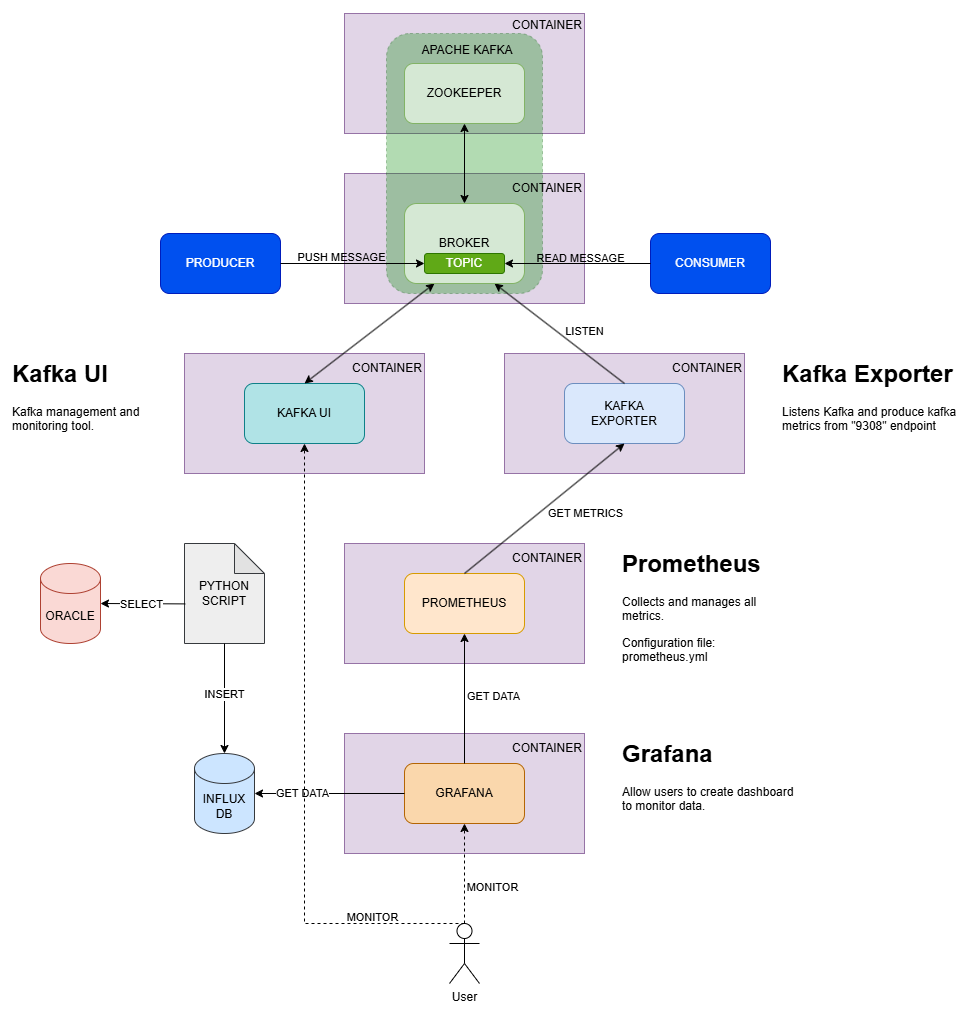 CONTAINER
APACHE KAFKA
ZOOKEEPER
CONTAINER
BROKER
TOPIC
PRODUCER
PUSH MESSAGE
READ MESSAGE
CONSUMER
LISTEN
Kafka UI
Kafka management and
monitoring tool.
CONTAINER
KAFKA UI
CONTAINER
KAFKA
EXPORTER
Kafka Exporter
Listens Kafka and produce kafka
metrics from "9308" endpoint
GET METRICS
ORACLE
SELECT
PYTHON
SCRIPT
CONTAINER
PROMETHEUS
Prometheus
Collects and manages all
metrics.
Configuration file:
prometheus.yml
INSERT
GET DATA
INFLUX
DB
GET DATA
CONTAINER
GRAFANA
Grafana
Allow users to create dashboard
to monitor data.
MONITOR
MONITOR
User